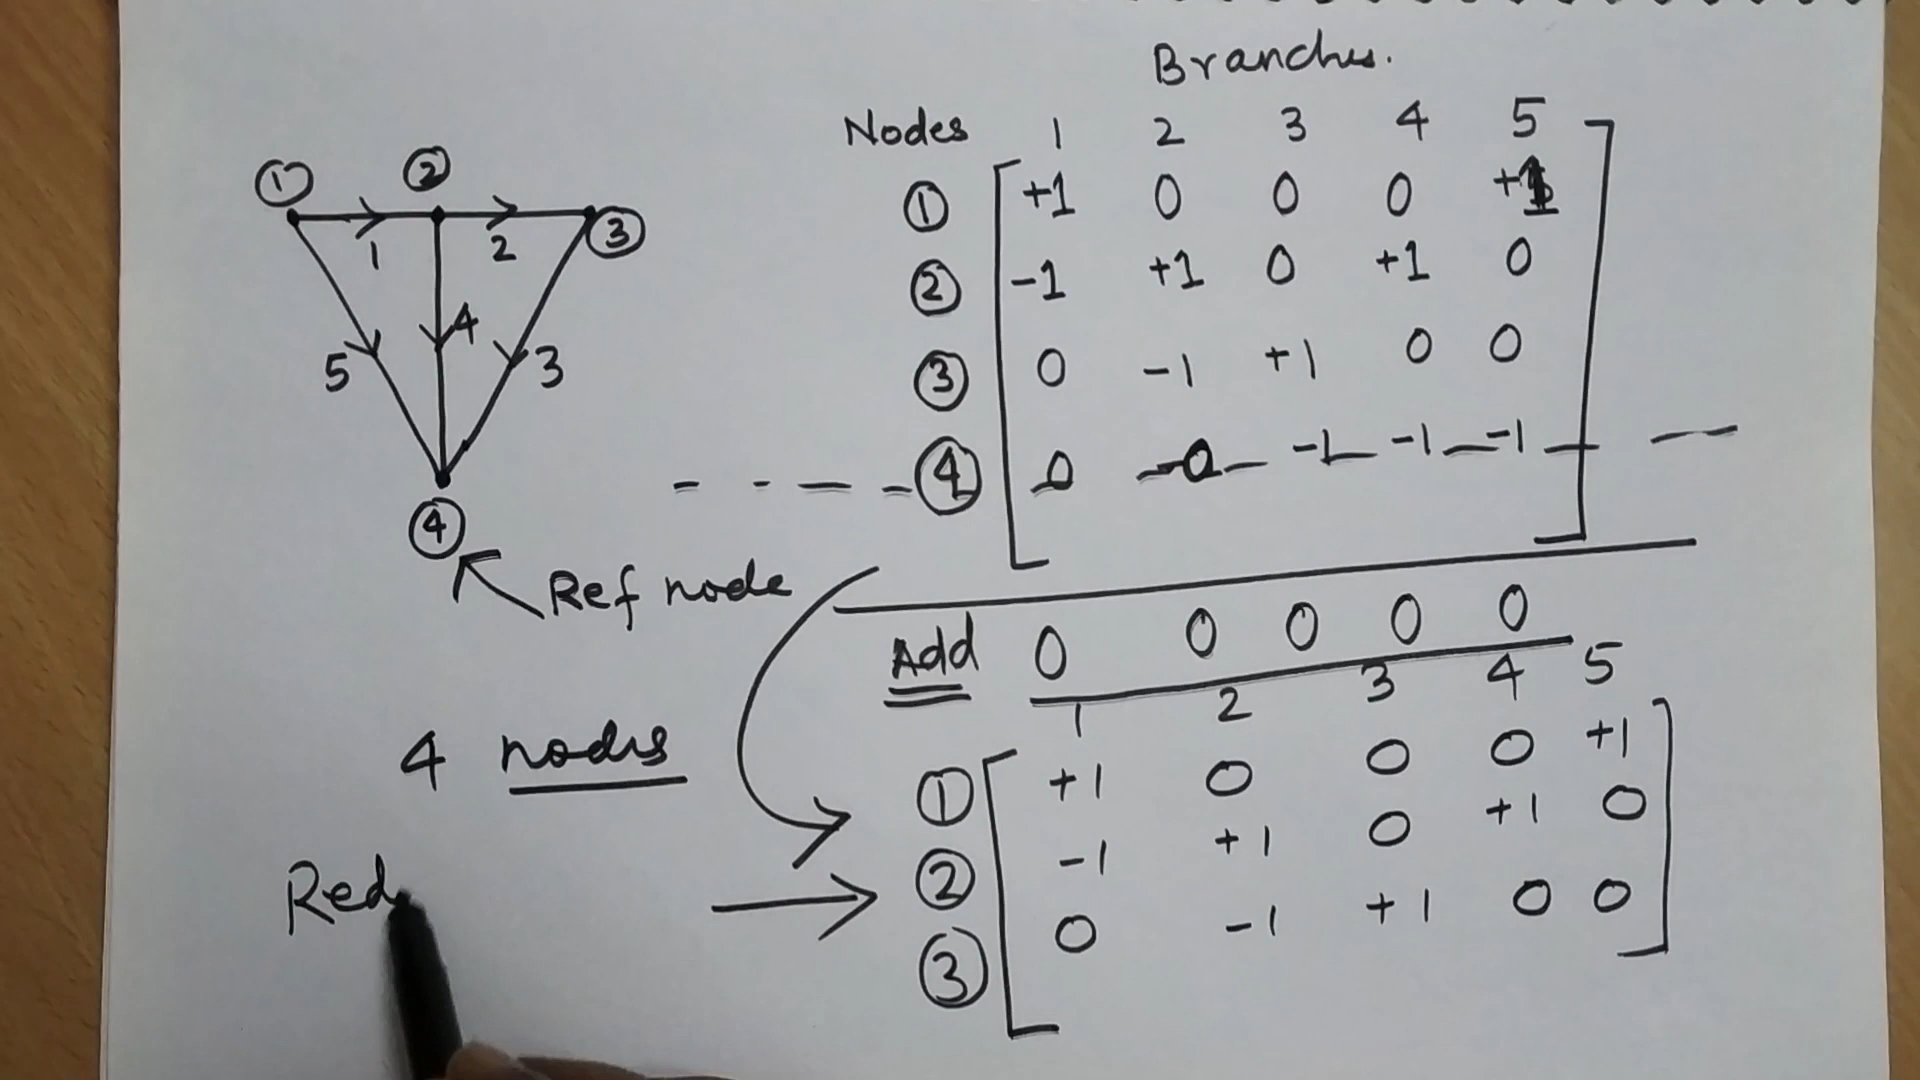 Branches.
Nodes 1 2 3 4 5
① +1 0 0 0 +1
② -1 +1 0 +1 0
③ 0 -1 +1 0 0
④ 0 0 -1 -1 -1
Add 0 0 0 0 0
1 2 3 4 5
① +1 0 0 0 +1
② -1 +1 0 +1 0
③ 0 -1 +1 0 0
① ② ③
1 2
5 4 3
④
Ref node
4 nodes
Red